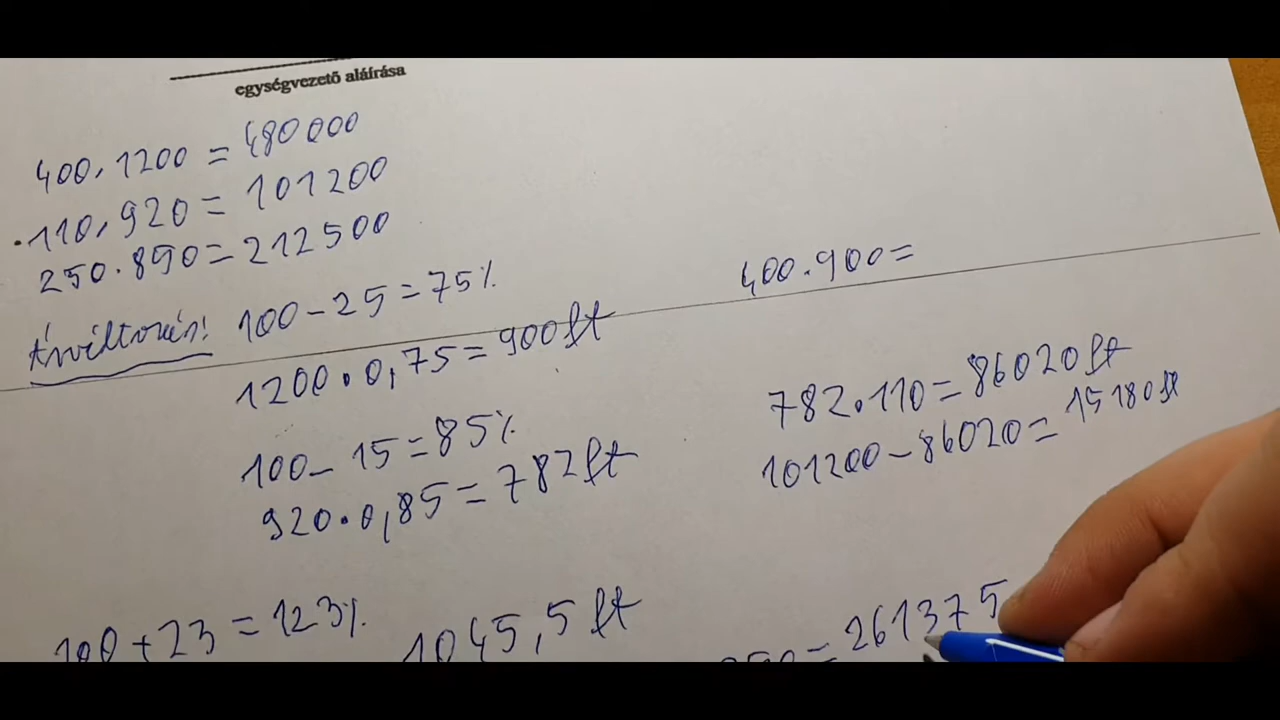 egységvezető aláírása
400.1200 = 480000
.110.920 = 101200
250.890 = 212500
Árváltozás! 100 - 25 = 75%
1200.0,75 = 900 ft
100 - 15 = 85%
920.0,85 = 782 ft
100 + 23 = 123%
1045,5 ft
400.900 =
782.110 = 86020 ft
101200 - 86020 = 15180 ft
= 261375